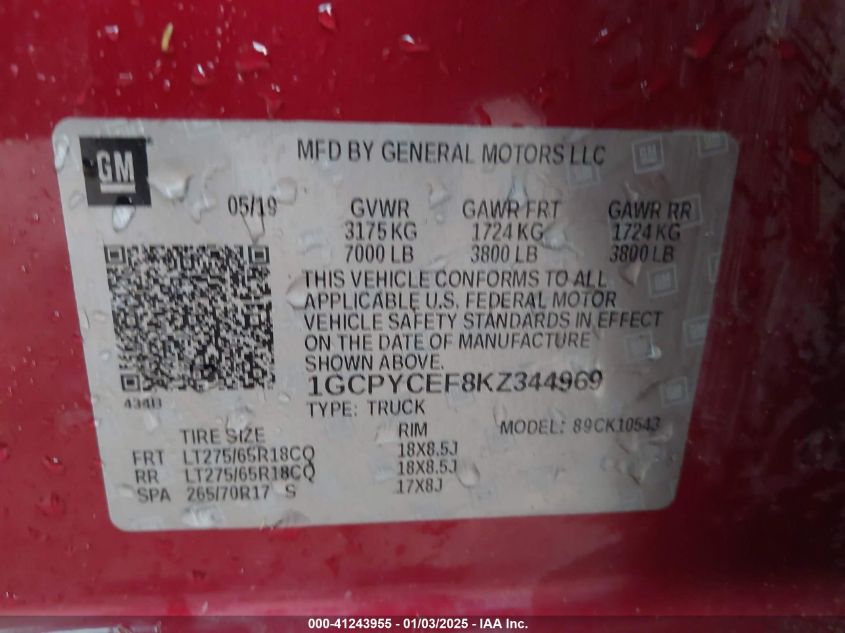 GM
MFD BY GENERAL MOTORS LLC
05/19 GVWR GAWR FRT GAWR RR
3175 KG 1724 KG 1724 KG
7000 LB 3800 LB 3800 LB
THIS VEHICLE CONFORMS TO ALL
APPLICABLE U.S. FEDERAL MOTOR
VEHICLE SAFETY STANDARDS IN EFFECT
ON THE DATE OF MANUFACTURE
SHOWN ABOVE.
1GCPYCEF8KZ344969
434B
TYPE: TRUCK
MODEL: 89CK10543
TIRE SIZE RIM
FRT LT275/65R18CQ 18X8.5J
RR LT275/65R18CQ 18X8.5J
SPA 265/70R17 S 17X8J
000-41243955 - 01/03/2025 - IAA Inc.